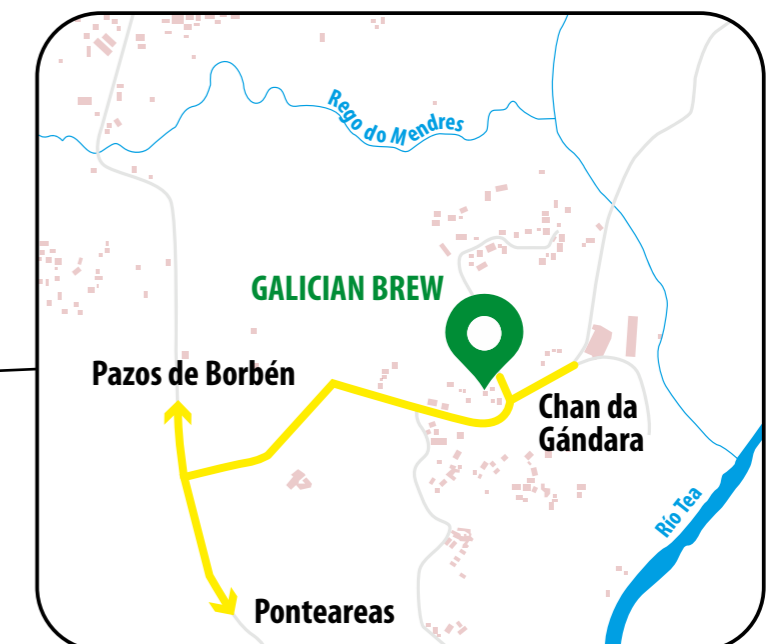 Rego do Mendres
GALICIAN BREW
Pazos de Borbén
Chan da
Gándara
Río Tea
Ponteareas